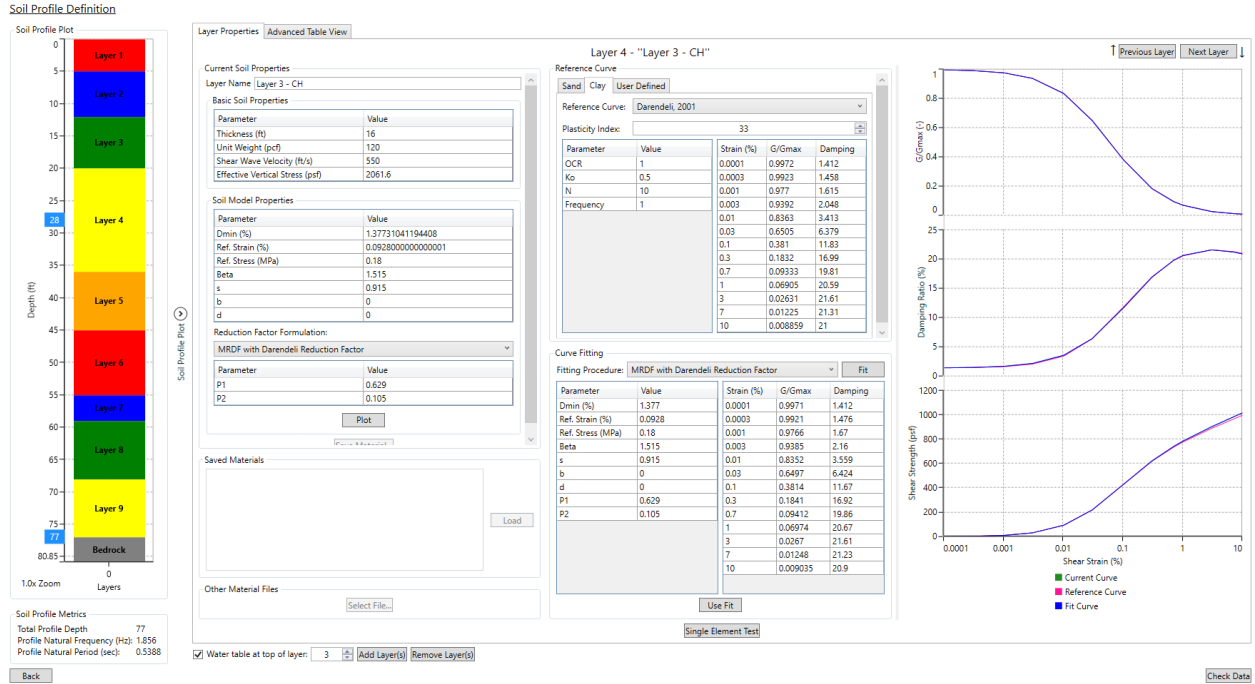 Soil Profile Definition
Soil Profile Plot
0
5
10
15
20
25
28
30
35
40
45
50
55
60
65
70
75
77
80.85
Depth (ft)
Layer 1
Layer 2
Layer 3
Layer 4
Layer 5
Layer 6
Layer 7
Layer 8
Layer 9
Bedrock
0
1.0x Zoom Layers
Soil Profile Metrics
Total Profile Depth 77
Profile Natural Frequency (Hz): 1.856
Profile Natural Period (sec): 0.5388
Back
Soil Profile Plot
Layer Properties Advanced Table View
Layer 4 - "Layer 3 - CH"
↑ Previous Layer Next Layer ↓
Current Soil Properties
Layer Name Layer 3 - CH
Basic Soil Properties
Parameter Value
Thickness (ft) 16
Unit Weight (pcf) 120
Shear Wave Velocity (ft/s) 550
Effective Vertical Stress (psf) 2061.6
Soil Model Properties
Parameter Value
Dmin (%) 1.37731041194408
Ref. Strain (%) 0.0928000000000001
Ref. Stress (MPa) 0.18
Beta 1.515
s 0.915
b 0
d 0
Reduction Factor Formulation:
MRDF with Darendeli Reduction Factor
Parameter Value
P1 0.629
P2 0.105
Plot
Save Material
Saved Materials
Load
Other Material Files
Select File...
Water table at top of layer: 3 Add Layer(s) Remove Layer(s)
Reference Curve
Sand Clay User Defined
Reference Curve: Darendeli, 2001
Plasticity Index: 33
Parameter Value
OCR 1
Ko 0.5
N 10
Frequency 1
Strain (%) G/Gmax Damping
0.0001 0.9972 1.412
0.0003 0.9923 1.458
0.001 0.977 1.615
0.003 0.9392 2.048
0.01 0.8363 3.413
0.03 0.6505 6.379
0.1 0.381 11.83
0.3 0.1832 16.99
0.7 0.09333 19.81
1 0.06905 20.59
3 0.02631 21.61
7 0.01225 21.31
10 0.008859 21
Curve Fitting
Fitting Procedure: MRDF with Darendeli Reduction Factor Fit
Parameter Value
Dmin (%) 1.377
Ref. Strain (%) 0.0928
Ref. Stress (MPa) 0.18
Beta 1.515
s 0.915
b 0
d 0
P1 0.629
P2 0.105
Strain (%) G/Gmax Damping
0.0001 0.9971 1.412
0.0003 0.9921 1.476
0.001 0.9766 1.67
0.003 0.9385 2.16
0.01 0.8352 3.559
0.03 0.6497 6.424
0.1 0.3814 11.67
0.3 0.1841 16.92
0.7 0.09412 19.86
1 0.06974 20.67
3 0.0267 21.61
7 0.01248 21.23
10 0.009035 20.9
Use Fit
Single Element Test
G/Gmax (-)
1
0.8
0.6
0.4
0.2
0
Damping Ratio (%)
25
20
15
10
5
0
Shear Strength (psf)
1200
1000
800
600
400
200
0
0.0001 0.001 0.01 0.1 1 10
Shear Strain (%)
Current Curve
Reference Curve
Fit Curve
Check Data